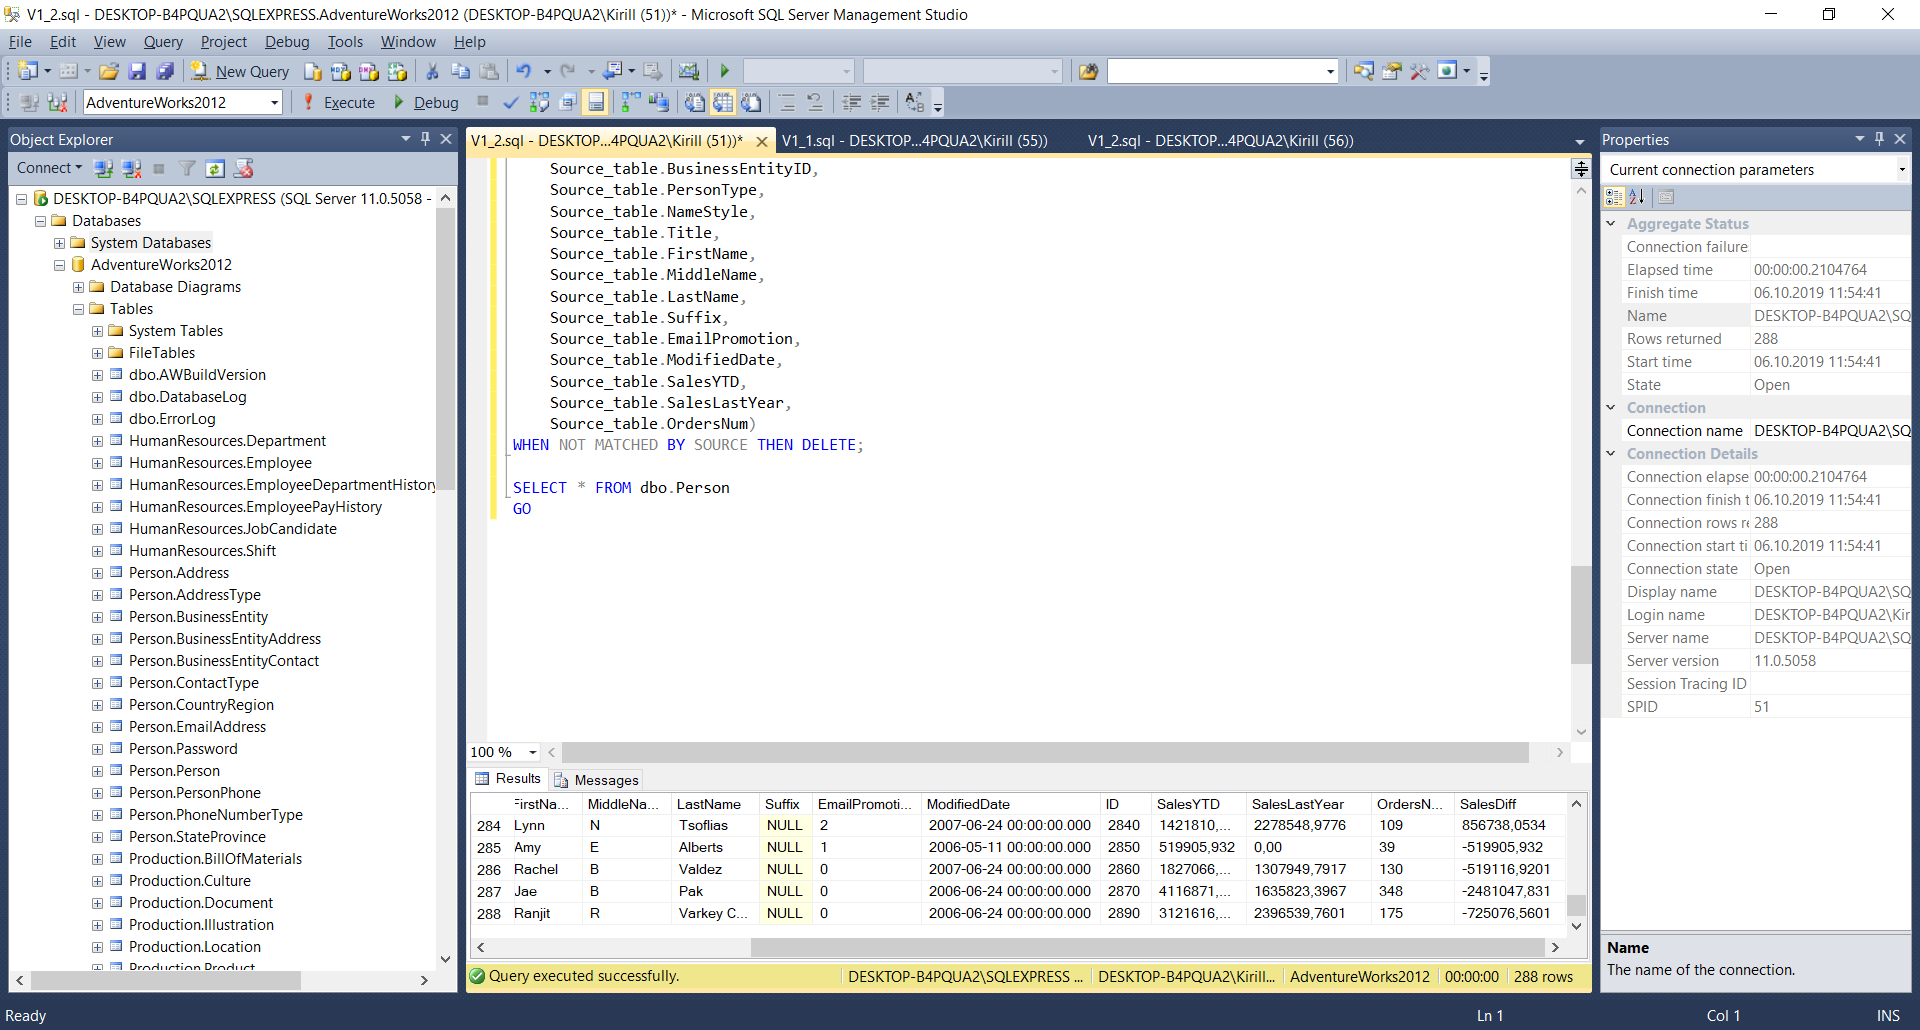 V1_2.sql - DESKTOP-B4PQUA2\SQLEXPRESS.AdventureWorks2012 (DESKTOP-B4PQUA2\Kirill (51))* - Microsoft SQL Server Management Studio
File Edit View Query Project Debug Tools Window Help
New Query
AdventureWorks2012 Execute Debug
Object Explorer
Connect
DESKTOP-B4PQUA2\SQLEXPRESS (SQL Server 11.0.5058 -
Databases
System Databases
AdventureWorks2012
Database Diagrams
Tables
System Tables
FileTables
dbo.AWBuildVersion
dbo.DatabaseLog
dbo.ErrorLog
HumanResources.Department
HumanResources.Employee
HumanResources.EmployeeDepartmentHistory
HumanResources.EmployeePayHistory
HumanResources.JobCandidate
HumanResources.Shift
Person.Address
Person.AddressType
Person.BusinessEntity
Person.BusinessEntityAddress
Person.BusinessEntityContact
Person.ContactType
Person.CountryRegion
Person.EmailAddress
Person.Password
Person.Person
Person.PersonPhone
Person.PhoneNumberType
Person.StateProvince
Production.BillOfMaterials
Production.Culture
Production.Document
Production.Illustration
Production.Location
Production.Product
V1_2.sql - DESKTOP...4PQUA2\Kirill (51))* V1_1.sql - DESKTOP...4PQUA2\Kirill (55)) V1_2.sql - DESKTOP...4PQUA2\Kirill (56))
Source_table.BusinessEntityID,
Source_table.PersonType,
Source_table.NameStyle,
Source_table.Title,
Source_table.FirstName,
Source_table.MiddleName,
Source_table.LastName,
Source_table.Suffix,
Source_table.EmailPromotion,
Source_table.ModifiedDate,
Source_table.SalesYTD,
Source_table.SalesLastYear,
Source_table.OrdersNum)
WHEN NOT MATCHED BY SOURCE THEN DELETE;
SELECT * FROM dbo.Person
GO
100 %
Results Messages
FirstNa... MiddleNa... LastName Suffix EmailPromoti... ModifiedDate ID SalesYTD SalesLastYear OrdersN... SalesDiff
284 Lynn N Tsoflias NULL 2 2007-06-24 00:00:00.000 2840 1421810,... 2278548,9776 109 856738,0534
285 Amy E Alberts NULL 1 2006-05-11 00:00:00.000 2850 519905,932 0,00 39 -519905,932
286 Rachel B Valdez NULL 0 2007-06-24 00:00:00.000 2860 1827066,... 1307949,7917 130 -519116,9201
287 Jae B Pak NULL 0 2006-06-24 00:00:00.000 2870 4116871,... 1635823,3967 348 -2481047,831
288 Ranjit R Varkey C... NULL 0 2006-06-24 00:00:00.000 2890 3121616,... 2396539,7601 175 -725076,5601
Query executed successfully. DESKTOP-B4PQUA2\SQLEXPRESS ... DESKTOP-B4PQUA2\Kirill... AdventureWorks2012 00:00:00 288 rows
Properties
Current connection parameters
Aggregate Status
Connection failure
Elapsed time 00:00:00.2104764
Finish time 06.10.2019 11:54:41
Name DESKTOP-B4PQUA2\SQ
Rows returned 288
Start time 06.10.2019 11:54:41
State Open
Connection
Connection name DESKTOP-B4PQUA2\SQ
Connection Details
Connection elapse 00:00:00.2104764
Connection finish t 06.10.2019 11:54:41
Connection rows re 288
Connection start ti 06.10.2019 11:54:41
Connection state Open
Display name DESKTOP-B4PQUA2\SQ
Login name DESKTOP-B4PQUA2\Kir
Server name DESKTOP-B4PQUA2\SQ
Server version 11.0.5058
Session Tracing ID
SPID 51
Name
The name of the connection.
Ready Ln 1 Col 1 INS